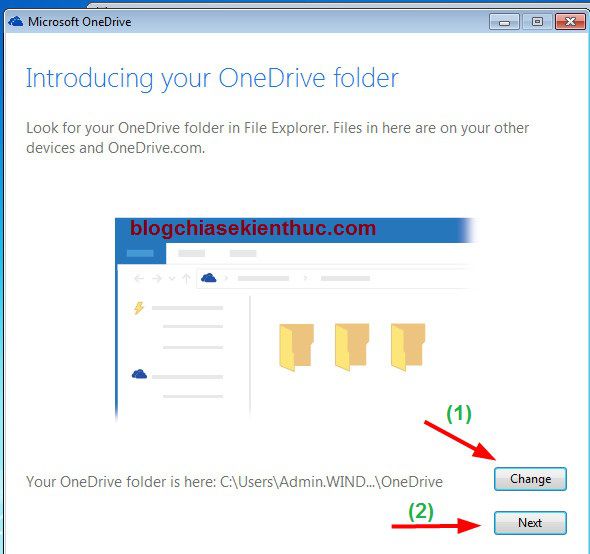 Microsoft OneDrive
Introducing your OneDrive folder
Look for your OneDrive folder in File Explorer. Files in here are on your other
devices and OneDrive.com.
blogchiasekienthuc.com
(1)
Your OneDrive folder is here: C:\Users\Admin.WIND...\OneDrive
Change
(2)
Next